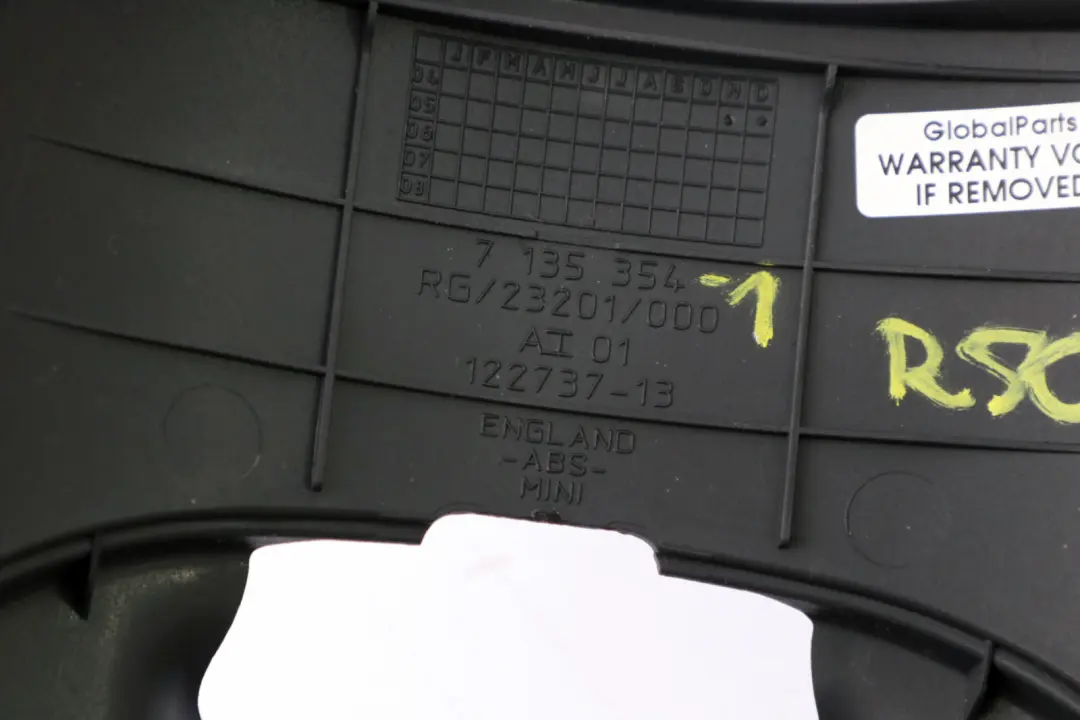 J F M A M J J A S O N D
04
05
06
07
08
GlobalParts
WARRANTY VO
IF REMOVED
7 135 354
RG/23201/000
-1
AI 01
122737-13
R50
ENGLAND
-ABS-
MINI